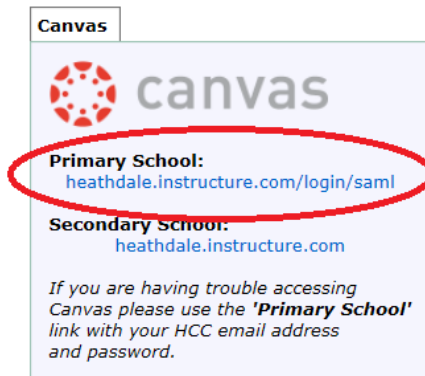 Canvas
canvas
Primary School:
heathdale.instructure.com/login/saml
Secondary School:
heathdale.instructure.com
If you are having trouble accessing
Canvas please use the 'Primary School'
link with your HCC email address
and password.